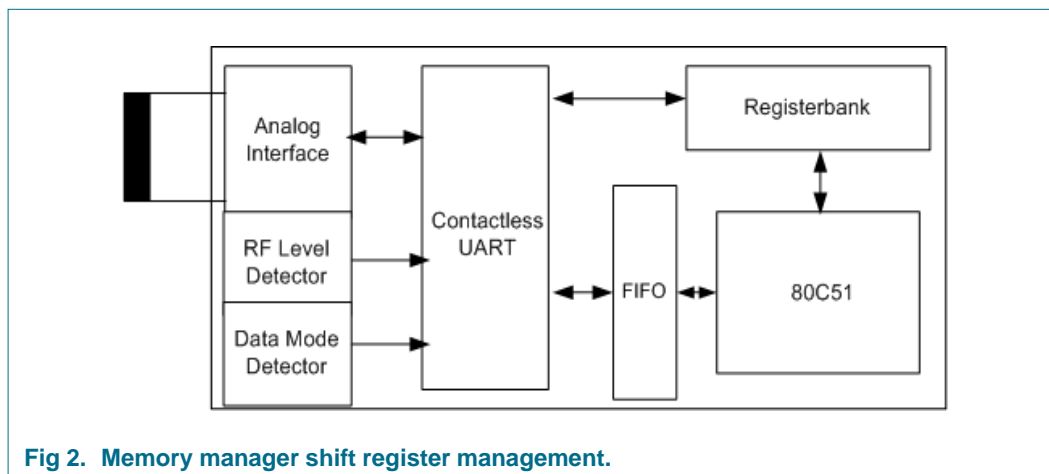 Analog
Interface
RF Level
Detector
Data Mode
Detector
Contactless
UART
FIFO
Registerbank
80C51
Fig 2. Memory manager shift register management.